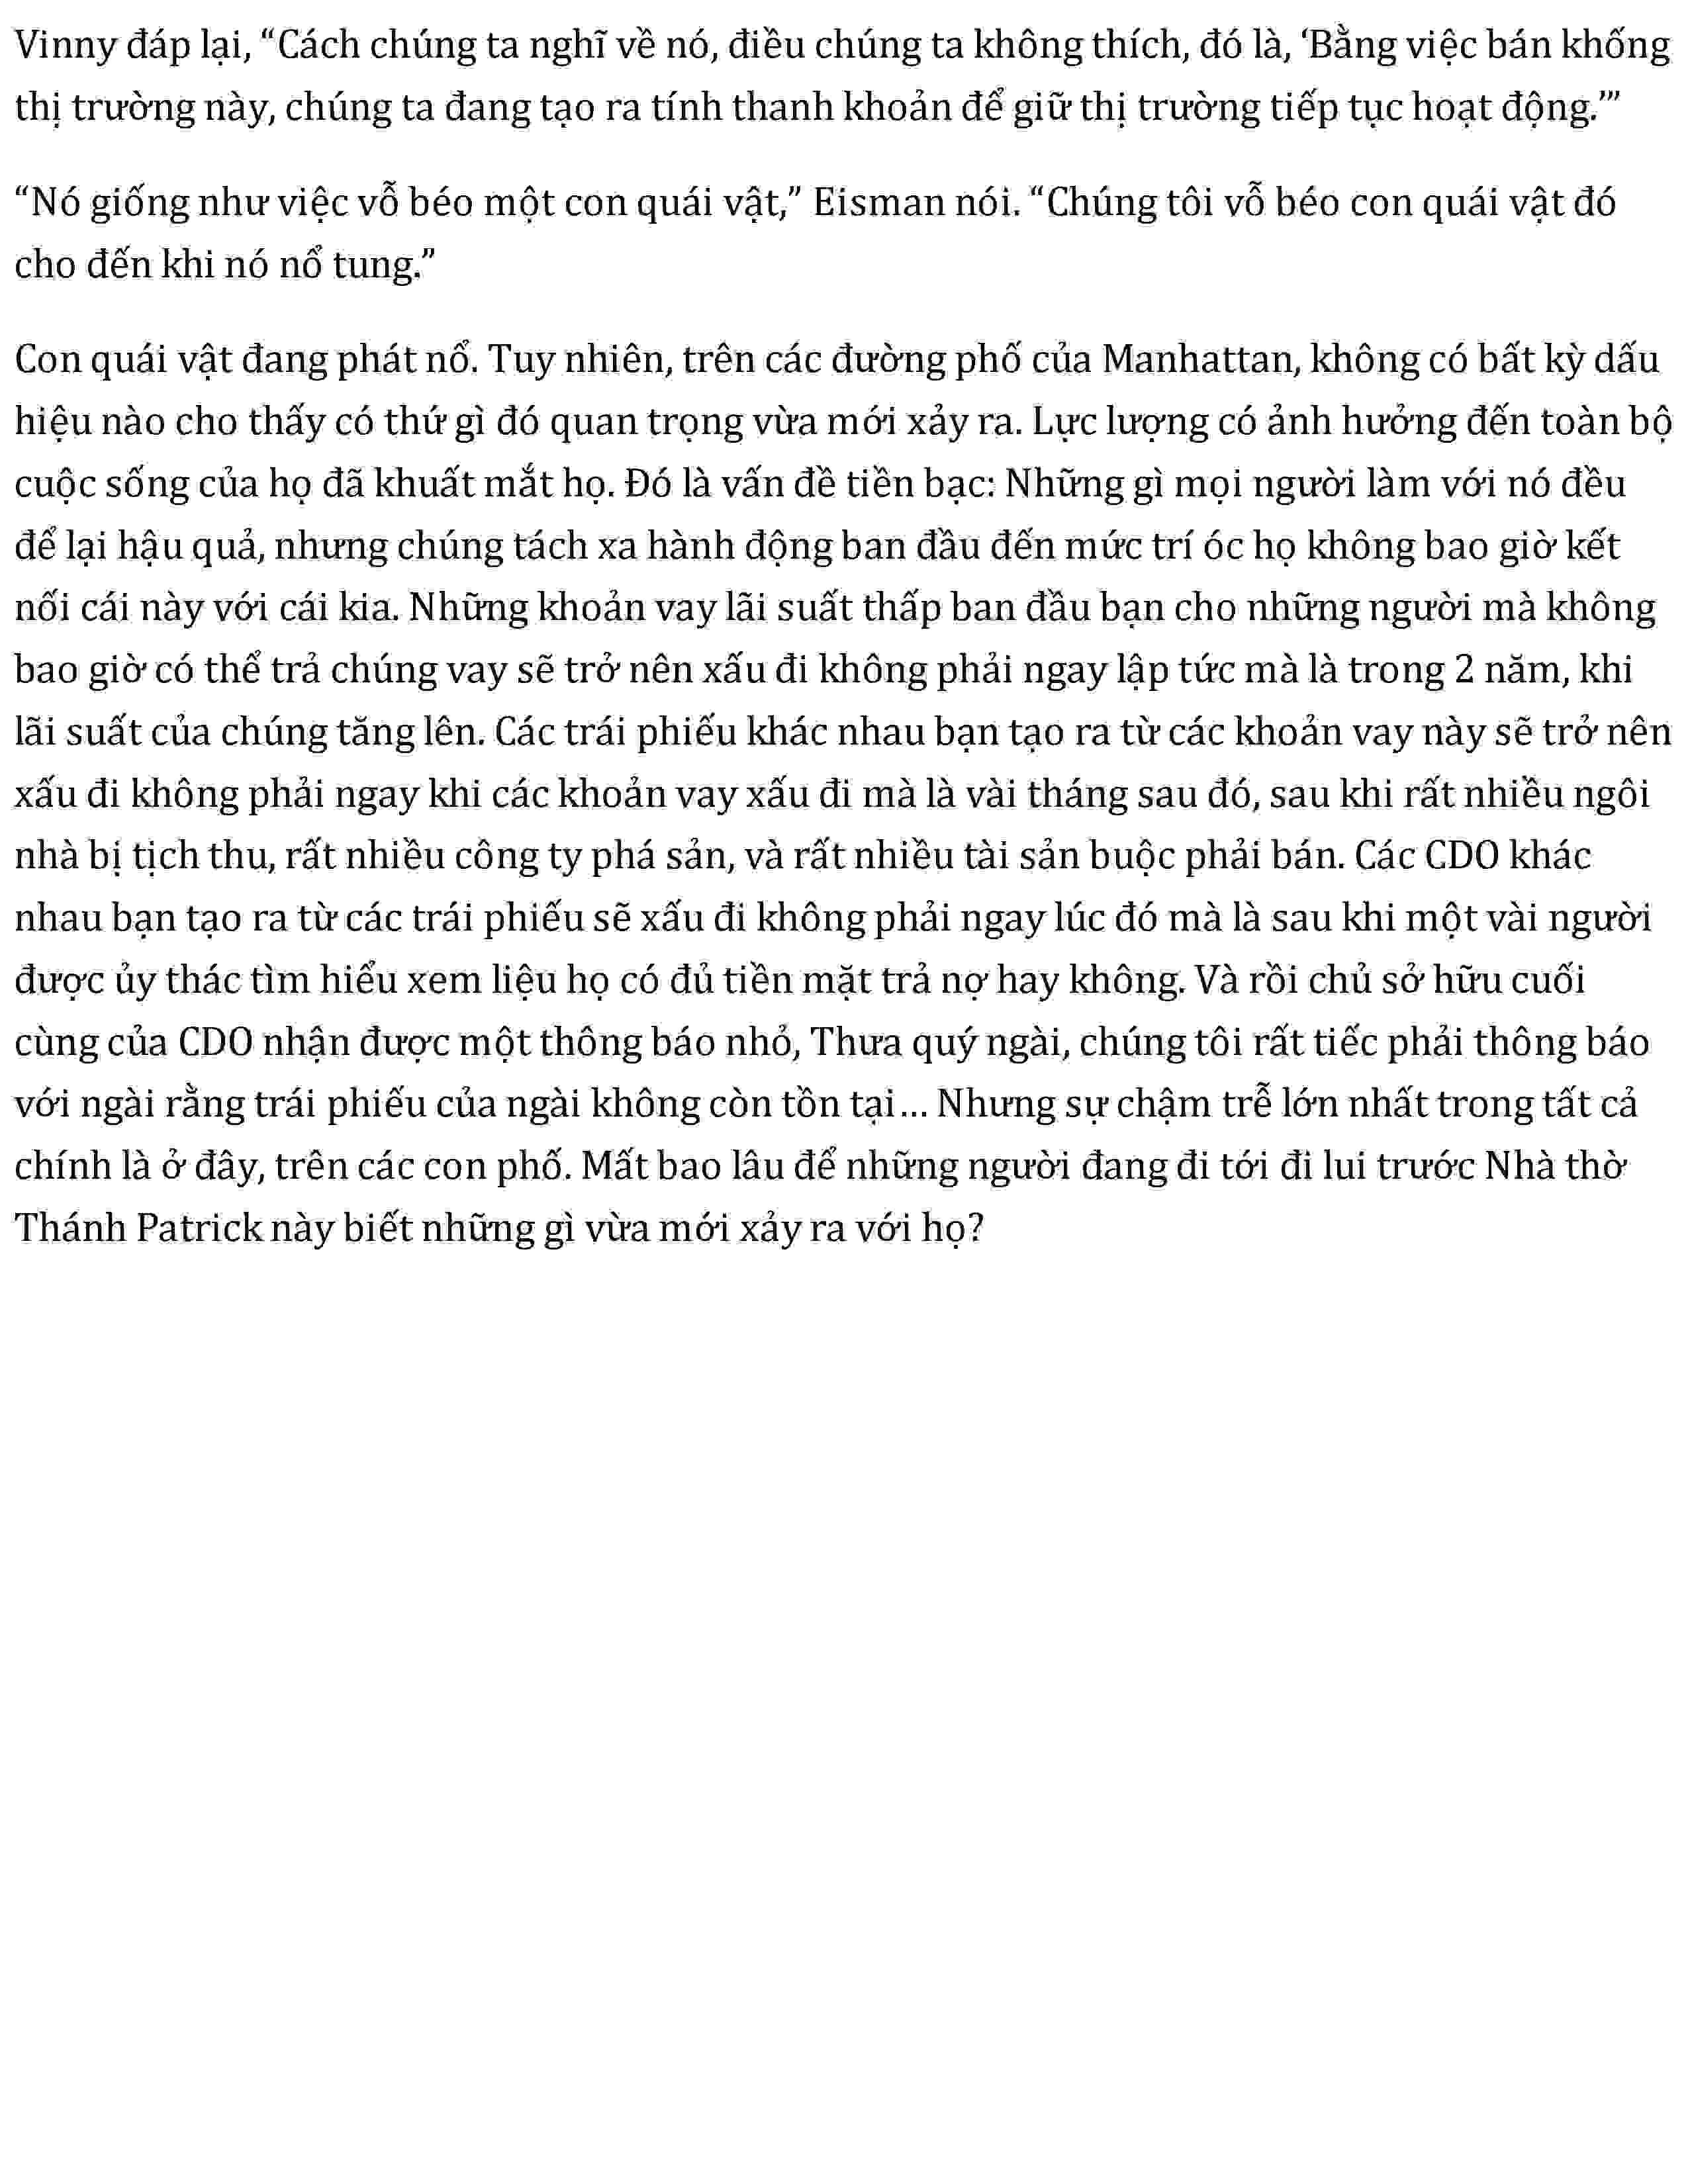 Vinny đáp lại, “Cách chúng ta nghĩ về nó, điều chúng ta không thích, đó là, ‘Bằng việc bán khống
thị trường này, chúng ta đang tạo ra tính thanh khoản để giữ thị trường tiếp tục hoạt động.’”
“Nó giống như việc vỗ béo một con quái vật,” Eisman nói. “Chúng tôi vỗ béo con quái vật đó
cho đến khi nó nổ tung.”
Con quái vật đang phát nổ. Tuy nhiên, trên các đường phố của Manhattan, không có bất kỳ dấu
hiệu nào cho thấy có thứ gì đó quan trọng vừa mới xảy ra. Lực lượng có ảnh hưởng đến toàn bộ
cuộc sống của họ đã khuất mắt họ. Đó là vấn đề tiền bạc: Những gì mọi người làm với nó đều
để lại hậu quả, nhưng chúng tách xa hành động ban đầu đến mức trí óc họ không bao giờ kết
nối cái này với cái kia. Những khoản vay lãi suất thấp ban đầu bạn cho những người mà không
bao giờ có thể trả chúng vay sẽ trở nên xấu đi không phải ngay lập tức mà là trong 2 năm, khi
lãi suất của chúng tăng lên. Các trái phiếu khác nhau bạn tạo ra từ các khoản vay này sẽ trở nên
xấu đi không phải ngay khi các khoản vay xấu đi mà là vài tháng sau đó, sau khi rất nhiều ngôi
nhà bị tịch thu, rất nhiều công ty phá sản, và rất nhiều tài sản buộc phải bán. Các CDO khác
nhau bạn tạo ra từ các trái phiếu sẽ xấu đi không phải ngay lúc đó mà là sau khi một vài người
được ủy thác tìm hiểu xem liệu họ có đủ tiền mặt trả nợ hay không. Và rồi chủ sở hữu cuối
cùng của CDO nhận được một thông báo nhỏ, Thưa quý ngài, chúng tôi rất tiếc phải thông báo
với ngài rằng trái phiếu của ngài không còn tồn tại… Nhưng sự chậm trễ lớn nhất trong tất cả
chính là ở đây, trên các con phố. Mất bao lâu để những người đang đi tới đi lui trước Nhà thờ
Thánh Patrick này biết những gì vừa mới xảy ra với họ?